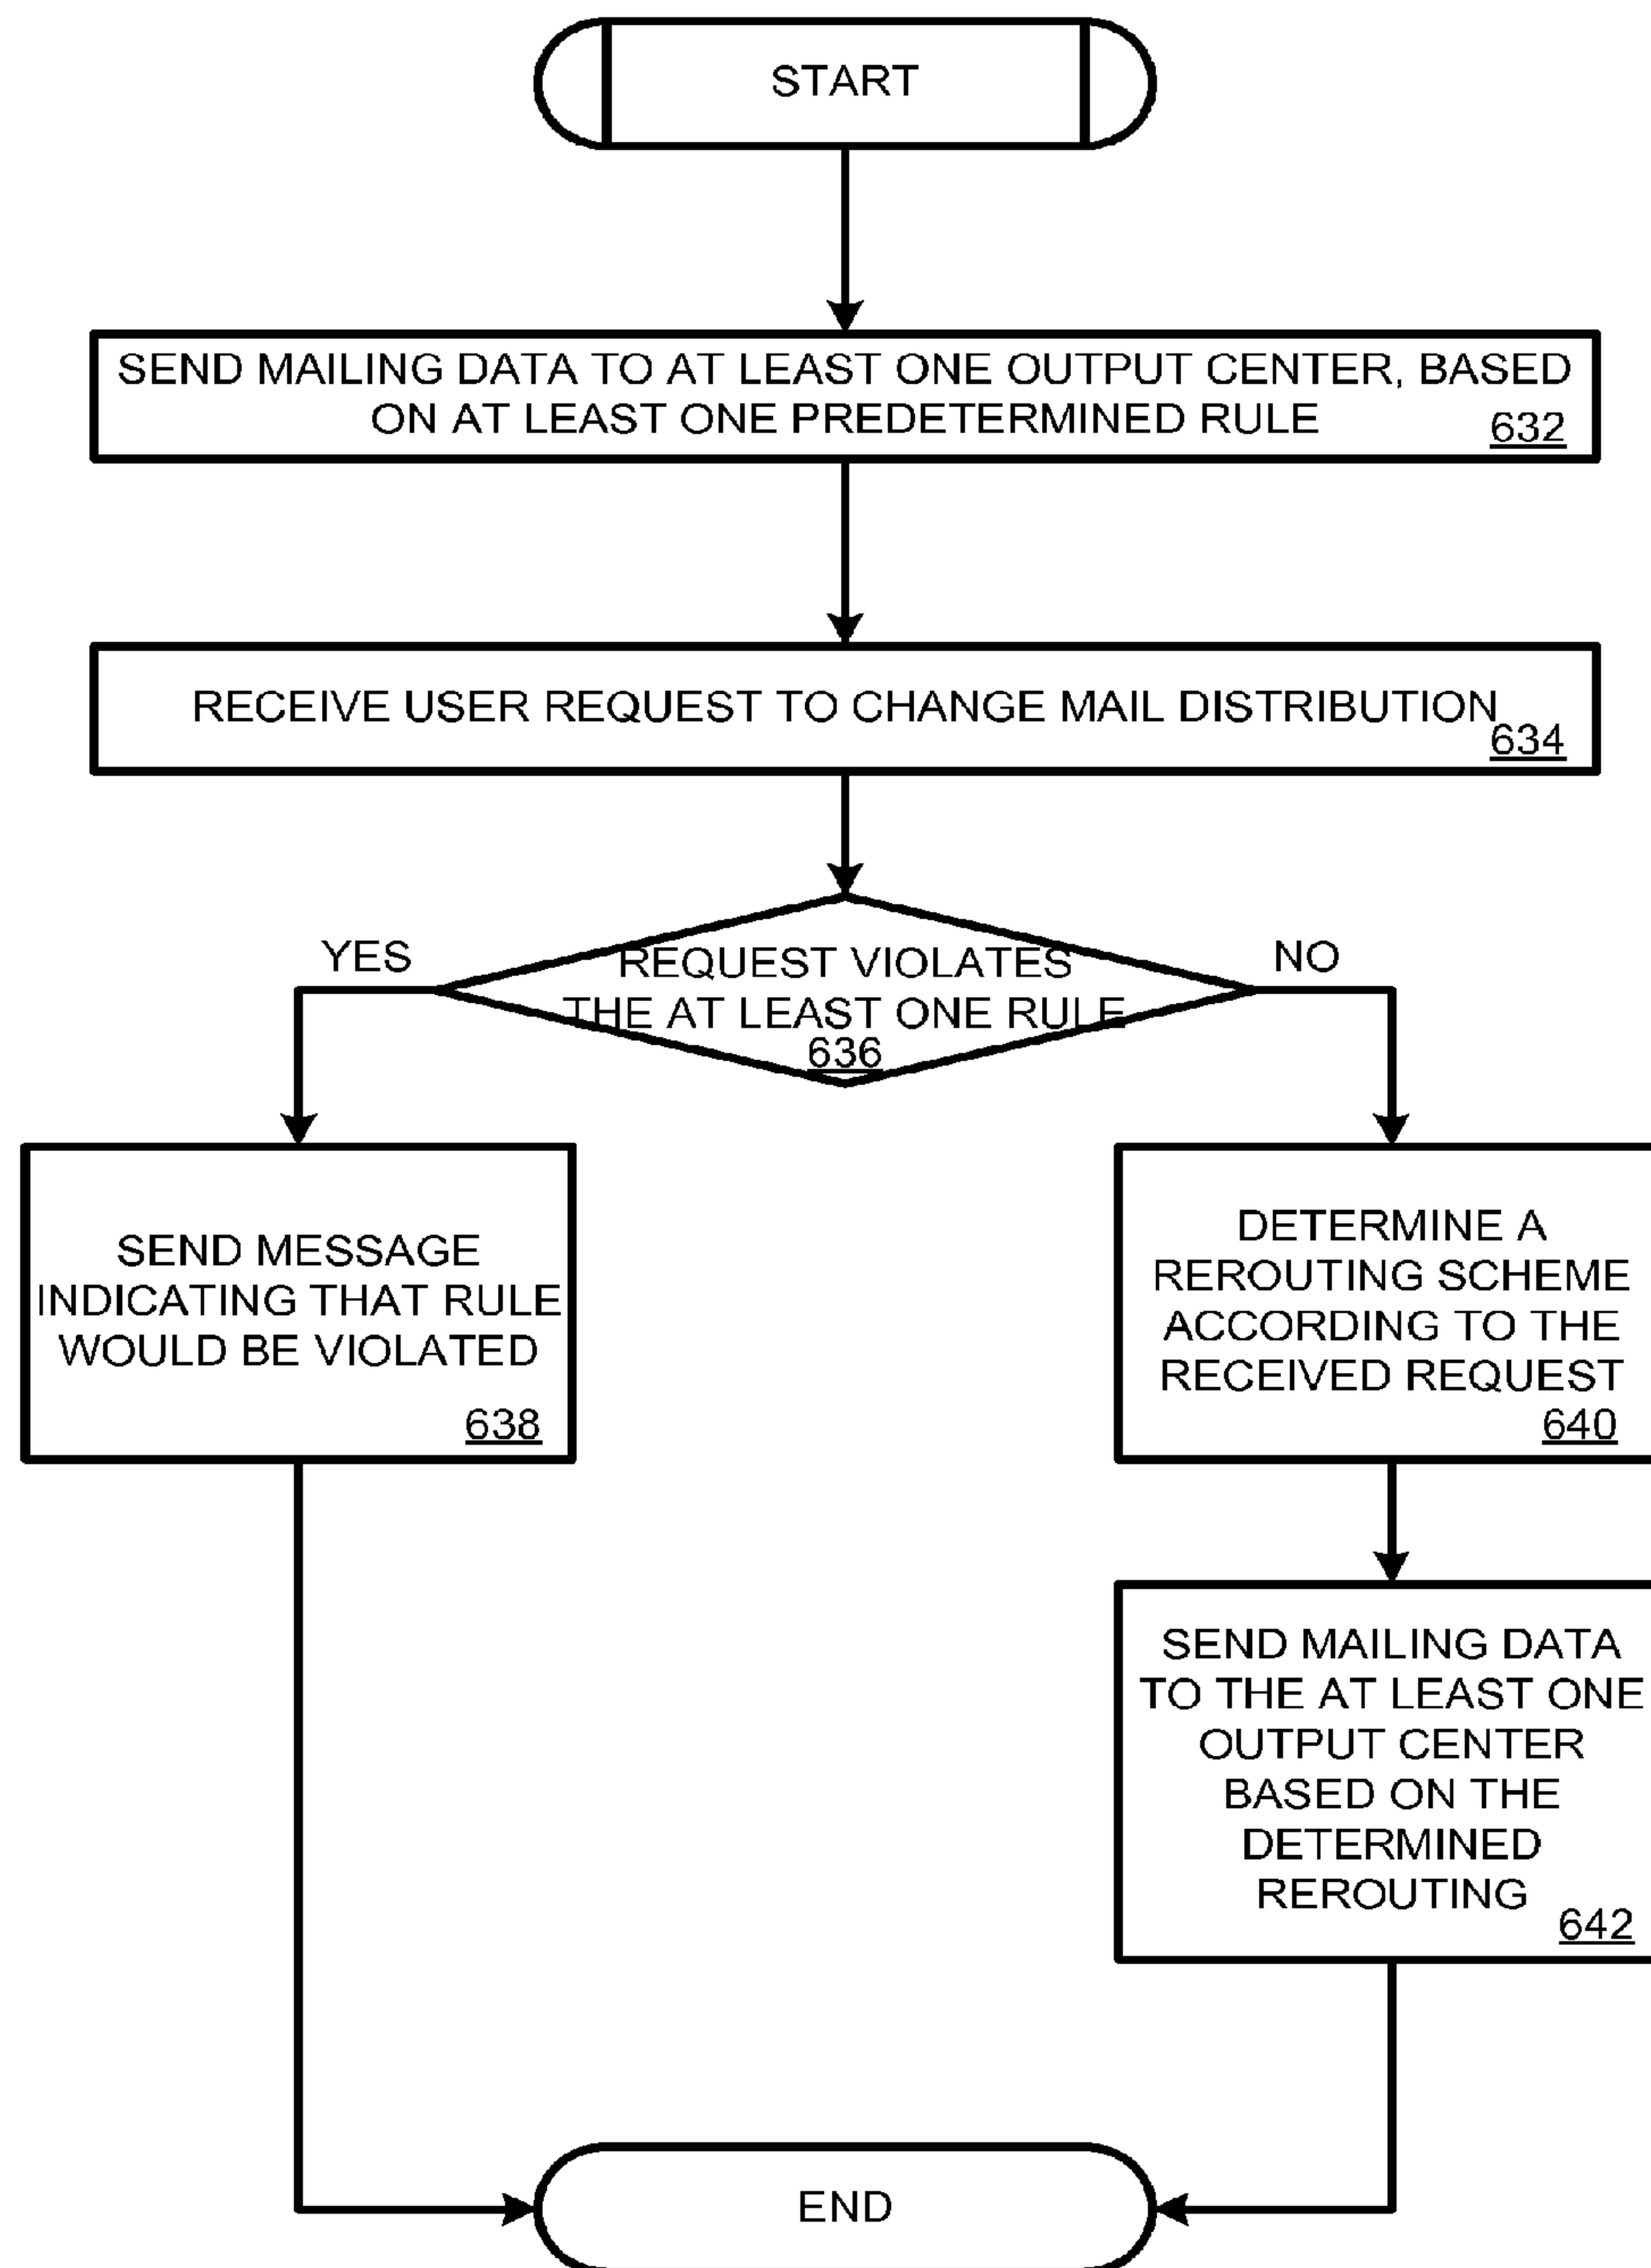 START
SEND MAILING DATA TO AT LEAST ONE OUTPUT CENTER, BASED
ON AT LEAST ONE PREDETERMINED RULE
632
RECEIVE USER REQUEST TO CHANGE MAIL DISTRIBUTION
634
YES
NO
REQUEST VIOLATES
THE AT LEAST ONE RULE
636
SEND MESSAGE
INDICATING THAT RULE
WOULD BE VIOLATED
638
DETERMINE A
REROUTING SCHEME
ACCORDING TO THE
RECEIVED REQUEST
640
SEND MAILING DATA
TO THE AT LEAST ONE
OUTPUT CENTER
BASED ON THE
DETERMINED
REROUTING
642
END